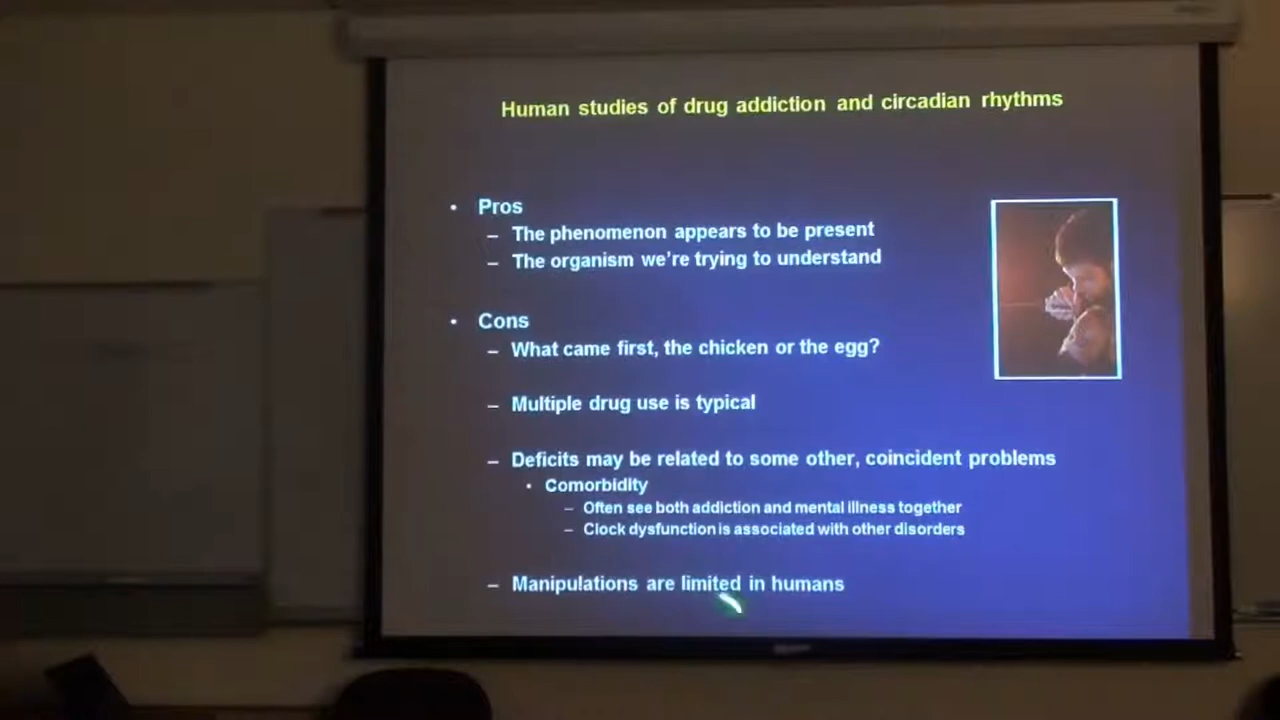 Human studies of drug addiction and circadian rhythms
• Pros
– The phenomenon appears to be present
– The organism we're trying to understand
• Cons
– What came first, the chicken or the egg?
– Multiple drug use is typical
– Deficits may be related to some other, coincident problems
• Comorbidity
– Often see both addiction and mental illness together
– Clock dysfunction is associated with other disorders
– Manipulations are limited in humans